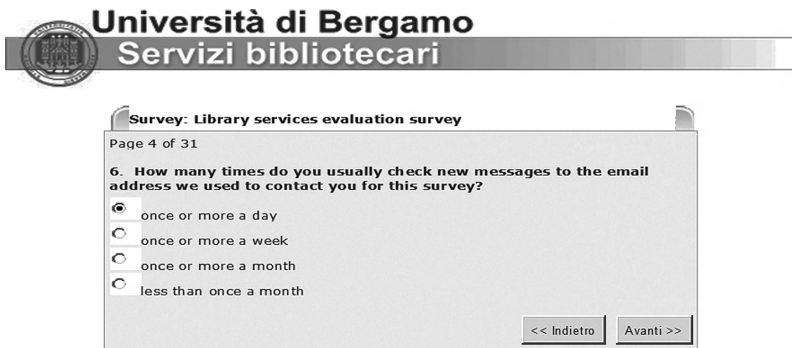 Università di Bergamo
Servizi bibliotecari
Survey: Library services evaluation survey
Page 4 of 31
6. How many times do you usually check new messages to the email
address we used to contact you for this survey?
once or more a day
once or more a week
once or more a month
less than once a month
<< Indietro
Avanti >>